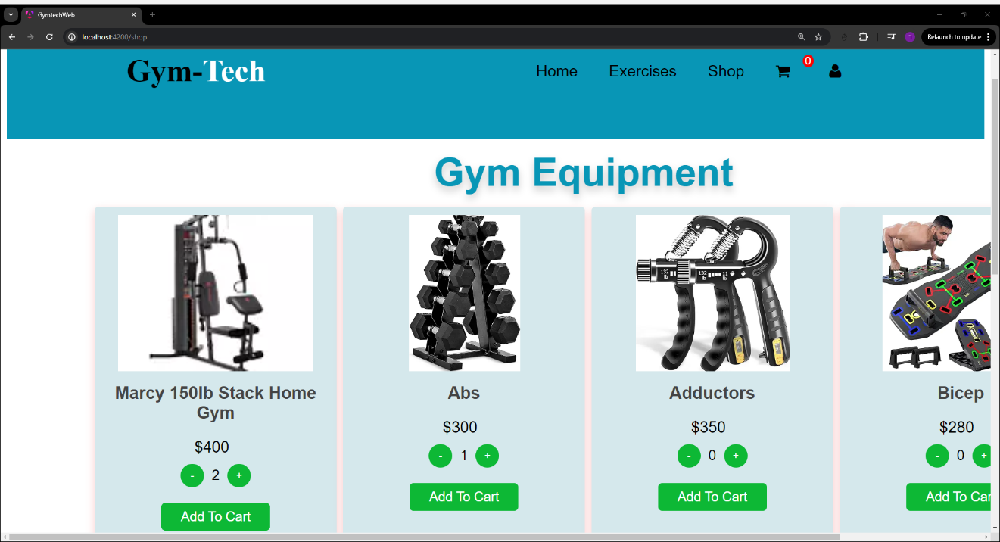 GymtechWeb
localhost:4200/shop
Relaunch to update
Gym-Tech
Home
Exercises
Shop
0
Gym Equipment
Marcy 150lb Stack Home
Gym
$400
- 2 +
Add To Cart
Abs
$300
- 1 +
Add To Cart
132
lb
132
lb
11
lb
Adductors
$350
- 0 +
Add To Cart
Bicep
$280
- 0 +
Add To Car